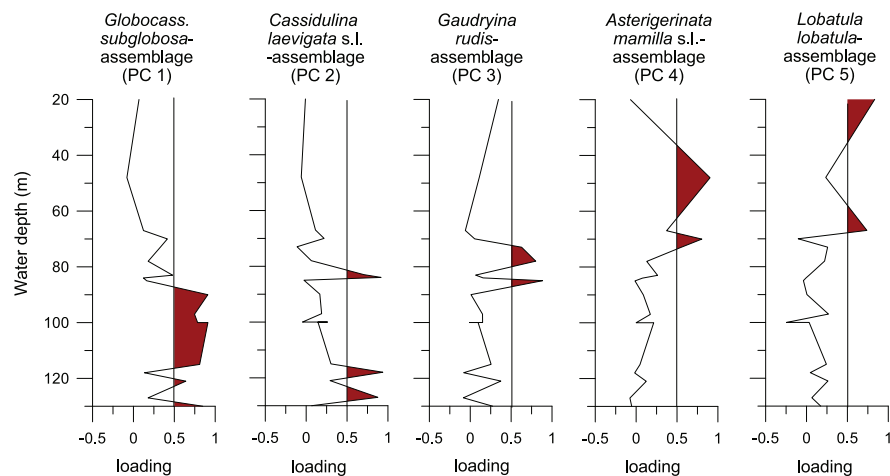 Globocass.
subglobosa-
assemblage
(PC 1)
Cassidulina
laevigata s.l.
-assemblage
(PC 2)
Gaudryina
rudis-
assemblage
(PC 3)
Asterigerinata
mamilla s.l.-
assemblage
(PC 4)
Lobatula
lobatula-
assemblage
(PC 5)
Water depth (m)
20
40
60
80
100
120
-0.5 0 0.5 1
-0.5 0 0.5 1
-0.5 0 0.5 1
-0.5 0 0.5 1
-0.5 0 0.5 1
loading
loading
loading
loading
loading